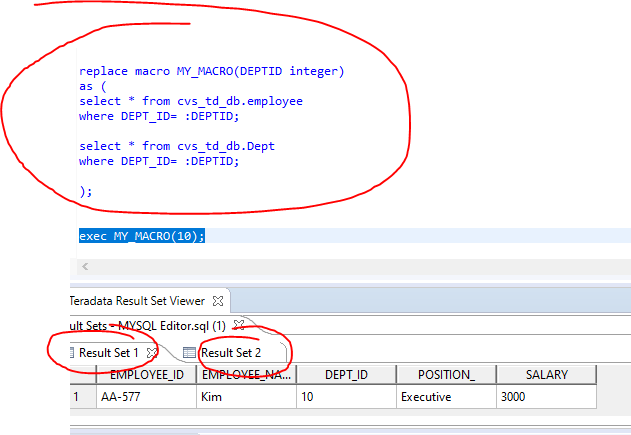 replace macro MY_MACRO(DEPTID integer)
as (
select * from cvs_td_db.employee
where DEPT_ID= :DEPTID;
select * from cvs_td_db.Dept
where DEPT_ID= :DEPTID;
);
exec MY_MACRO(10);
Teradata Result Set Viewer
ult Sets - MYSQL Editor.sql (1)
Result Set 1 Result Set 2
EMPLOYEE_ID EMPLOYEE_NA... DEPT_ID POSITION_ SALARY
1 AA-577 Kim 10 Executive 3000